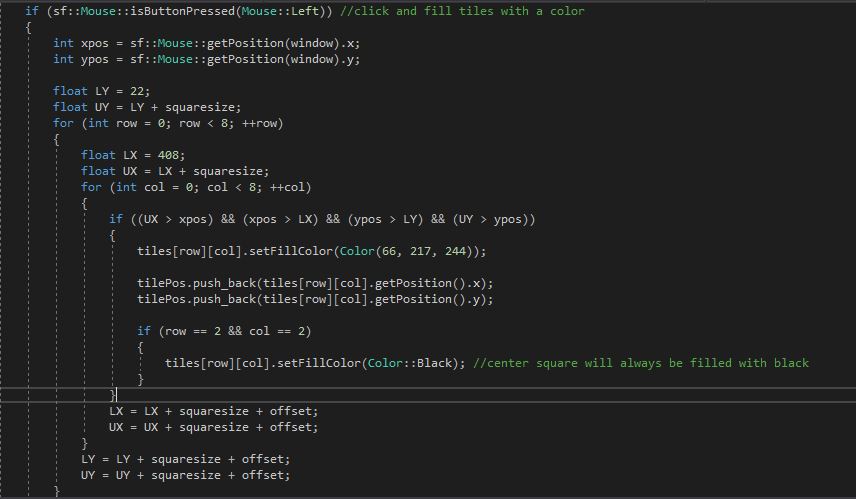 if (sf::Mouse::isButtonPressed(Mouse::Left)) //click and fill tiles with a color
{
int xpos = sf::Mouse::getPosition(window).x;
int ypos = sf::Mouse::getPosition(window).y;
float LY = 22;
float UY = LY + squaresize;
for (int row = 0; row < 8; ++row)
{
float LX = 408;
float UX = LX + squaresize;
for (int col = 0; col < 8; ++col)
{
if ((UX > xpos) && (xpos > LX) && (ypos > LY) && (UY > ypos))
{
tiles[row][col].setFillColor(Color(66, 217, 244));
tilePos.push_back(tiles[row][col].getPosition().x);
tilePos.push_back(tiles[row][col].getPosition().y);
if (row == 2 && col == 2)
{
tiles[row][col].setFillColor(Color::Black); //center square will always be filled with black
}
}
LX = LX + squaresize + offset;
UX = UX + squaresize + offset;
}
LY = LY + squaresize + offset;
UY = UY + squaresize + offset;
}